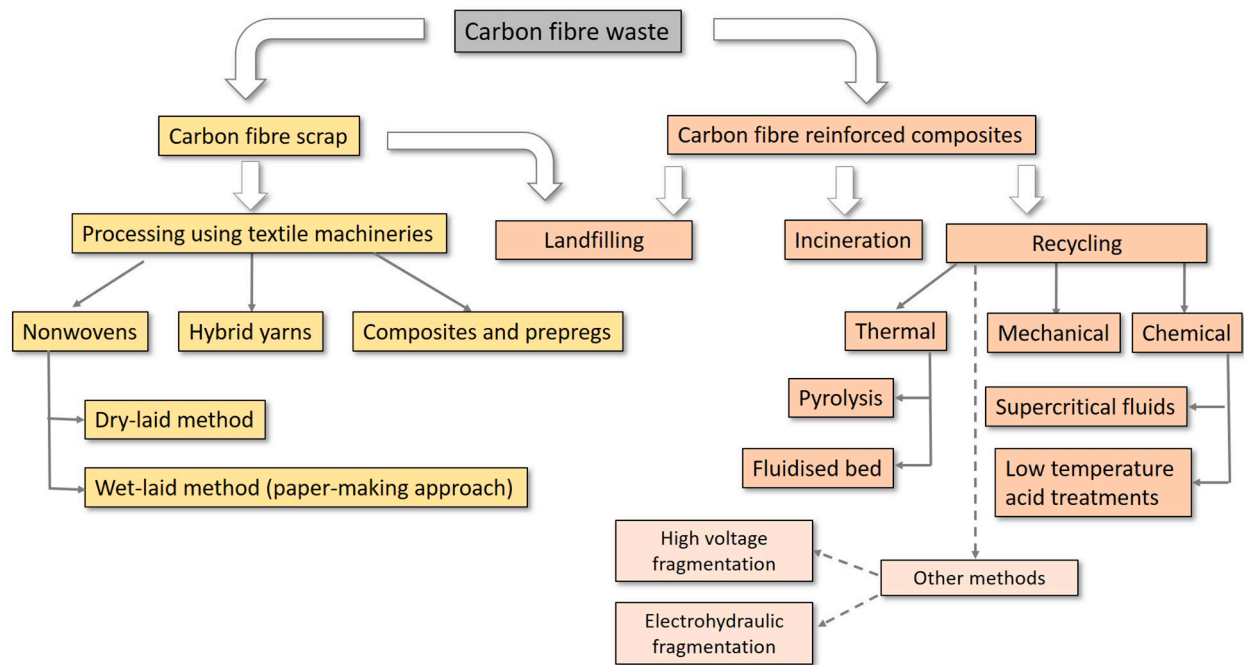 Carbon fibre waste
Carbon fibre scrap
Carbon fibre reinforced composites
Processing using textile machineries
Landfilling
Incineration
Recycling
Nonwovens
Hybrid yarns
Composites and prepregs
Thermal
Mechanical
Chemical
Pyrolysis
Supercritical fluids
Dry-laid method
Fluidised bed
Low temperature
acid treatments
Wet-laid method (paper-making approach)
High voltage
fragmentation
Other methods
Electrohydraulic
fragmentation